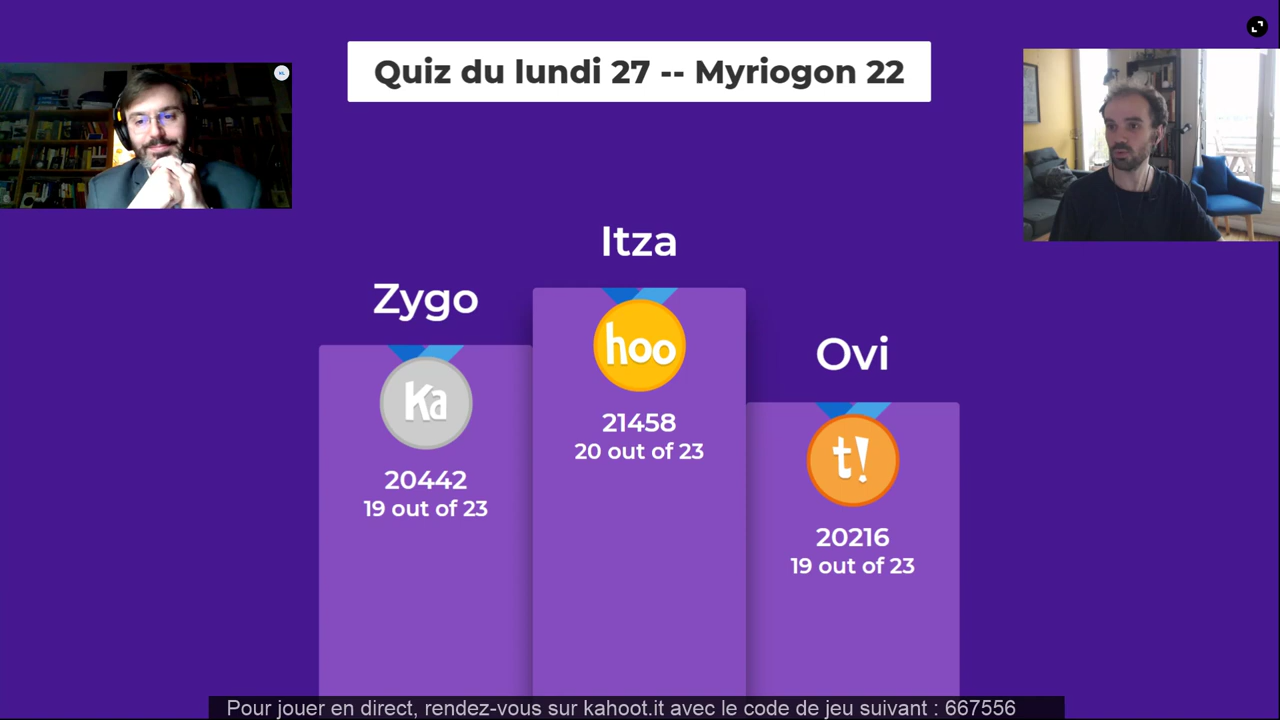 Quiz du lundi 27 -- Myriogon 22
Itza
Zygo
Ovi
hoo
Ka
t!
21458
20 out of 23
20442
19 out of 23
20216
19 out of 23
Pour jouer en direct, rendez-vous sur kahoot.it avec le code de jeu suivant : 667556